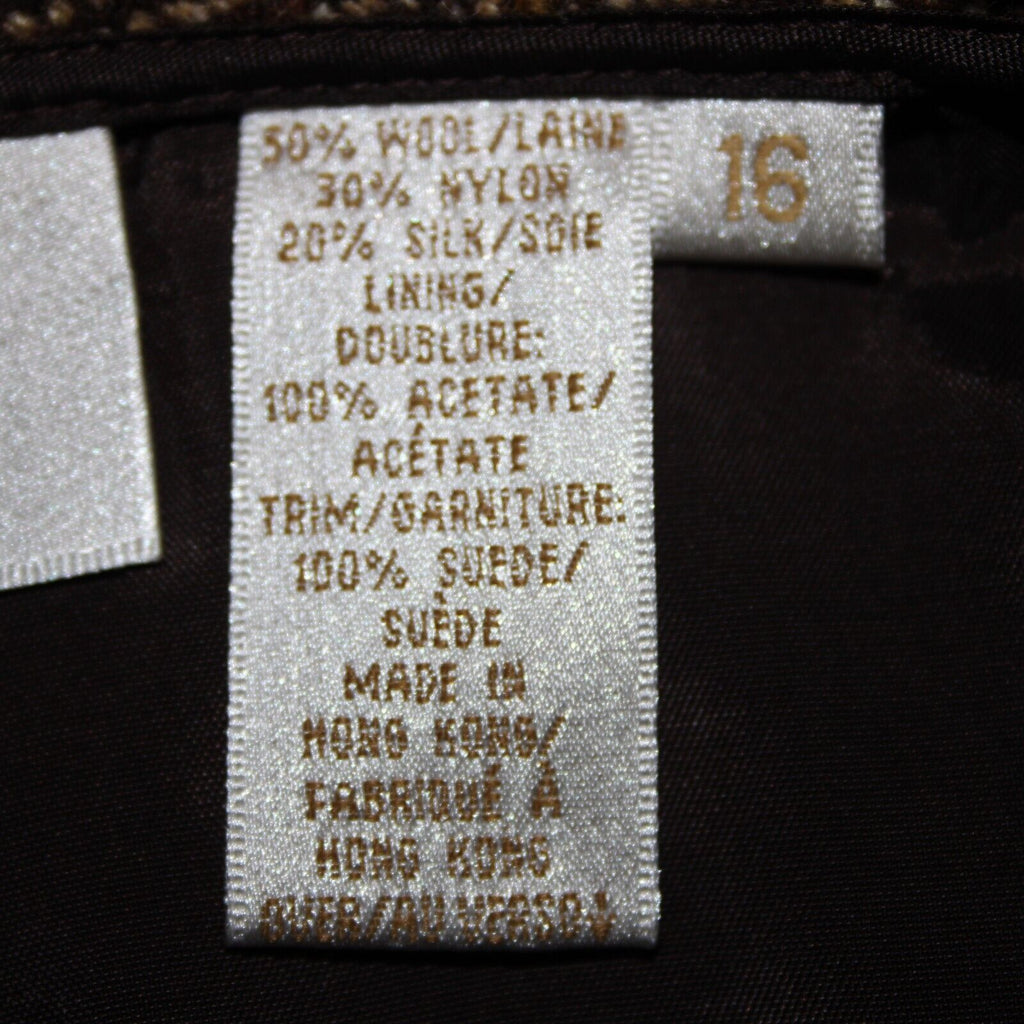 50% WOOL/LAINE
30% NYLON
20% SILK/SOIE
LINING/
DOUBLURE:
100% ACETATE/
ACÉTATE
TRIM/GARNITURE:
100% SUEDE/
SUÈDE
MADE IN
HONG KONG/
FABRIQUÉ À
HONG KONG
OVER/AU VERSO↓
16